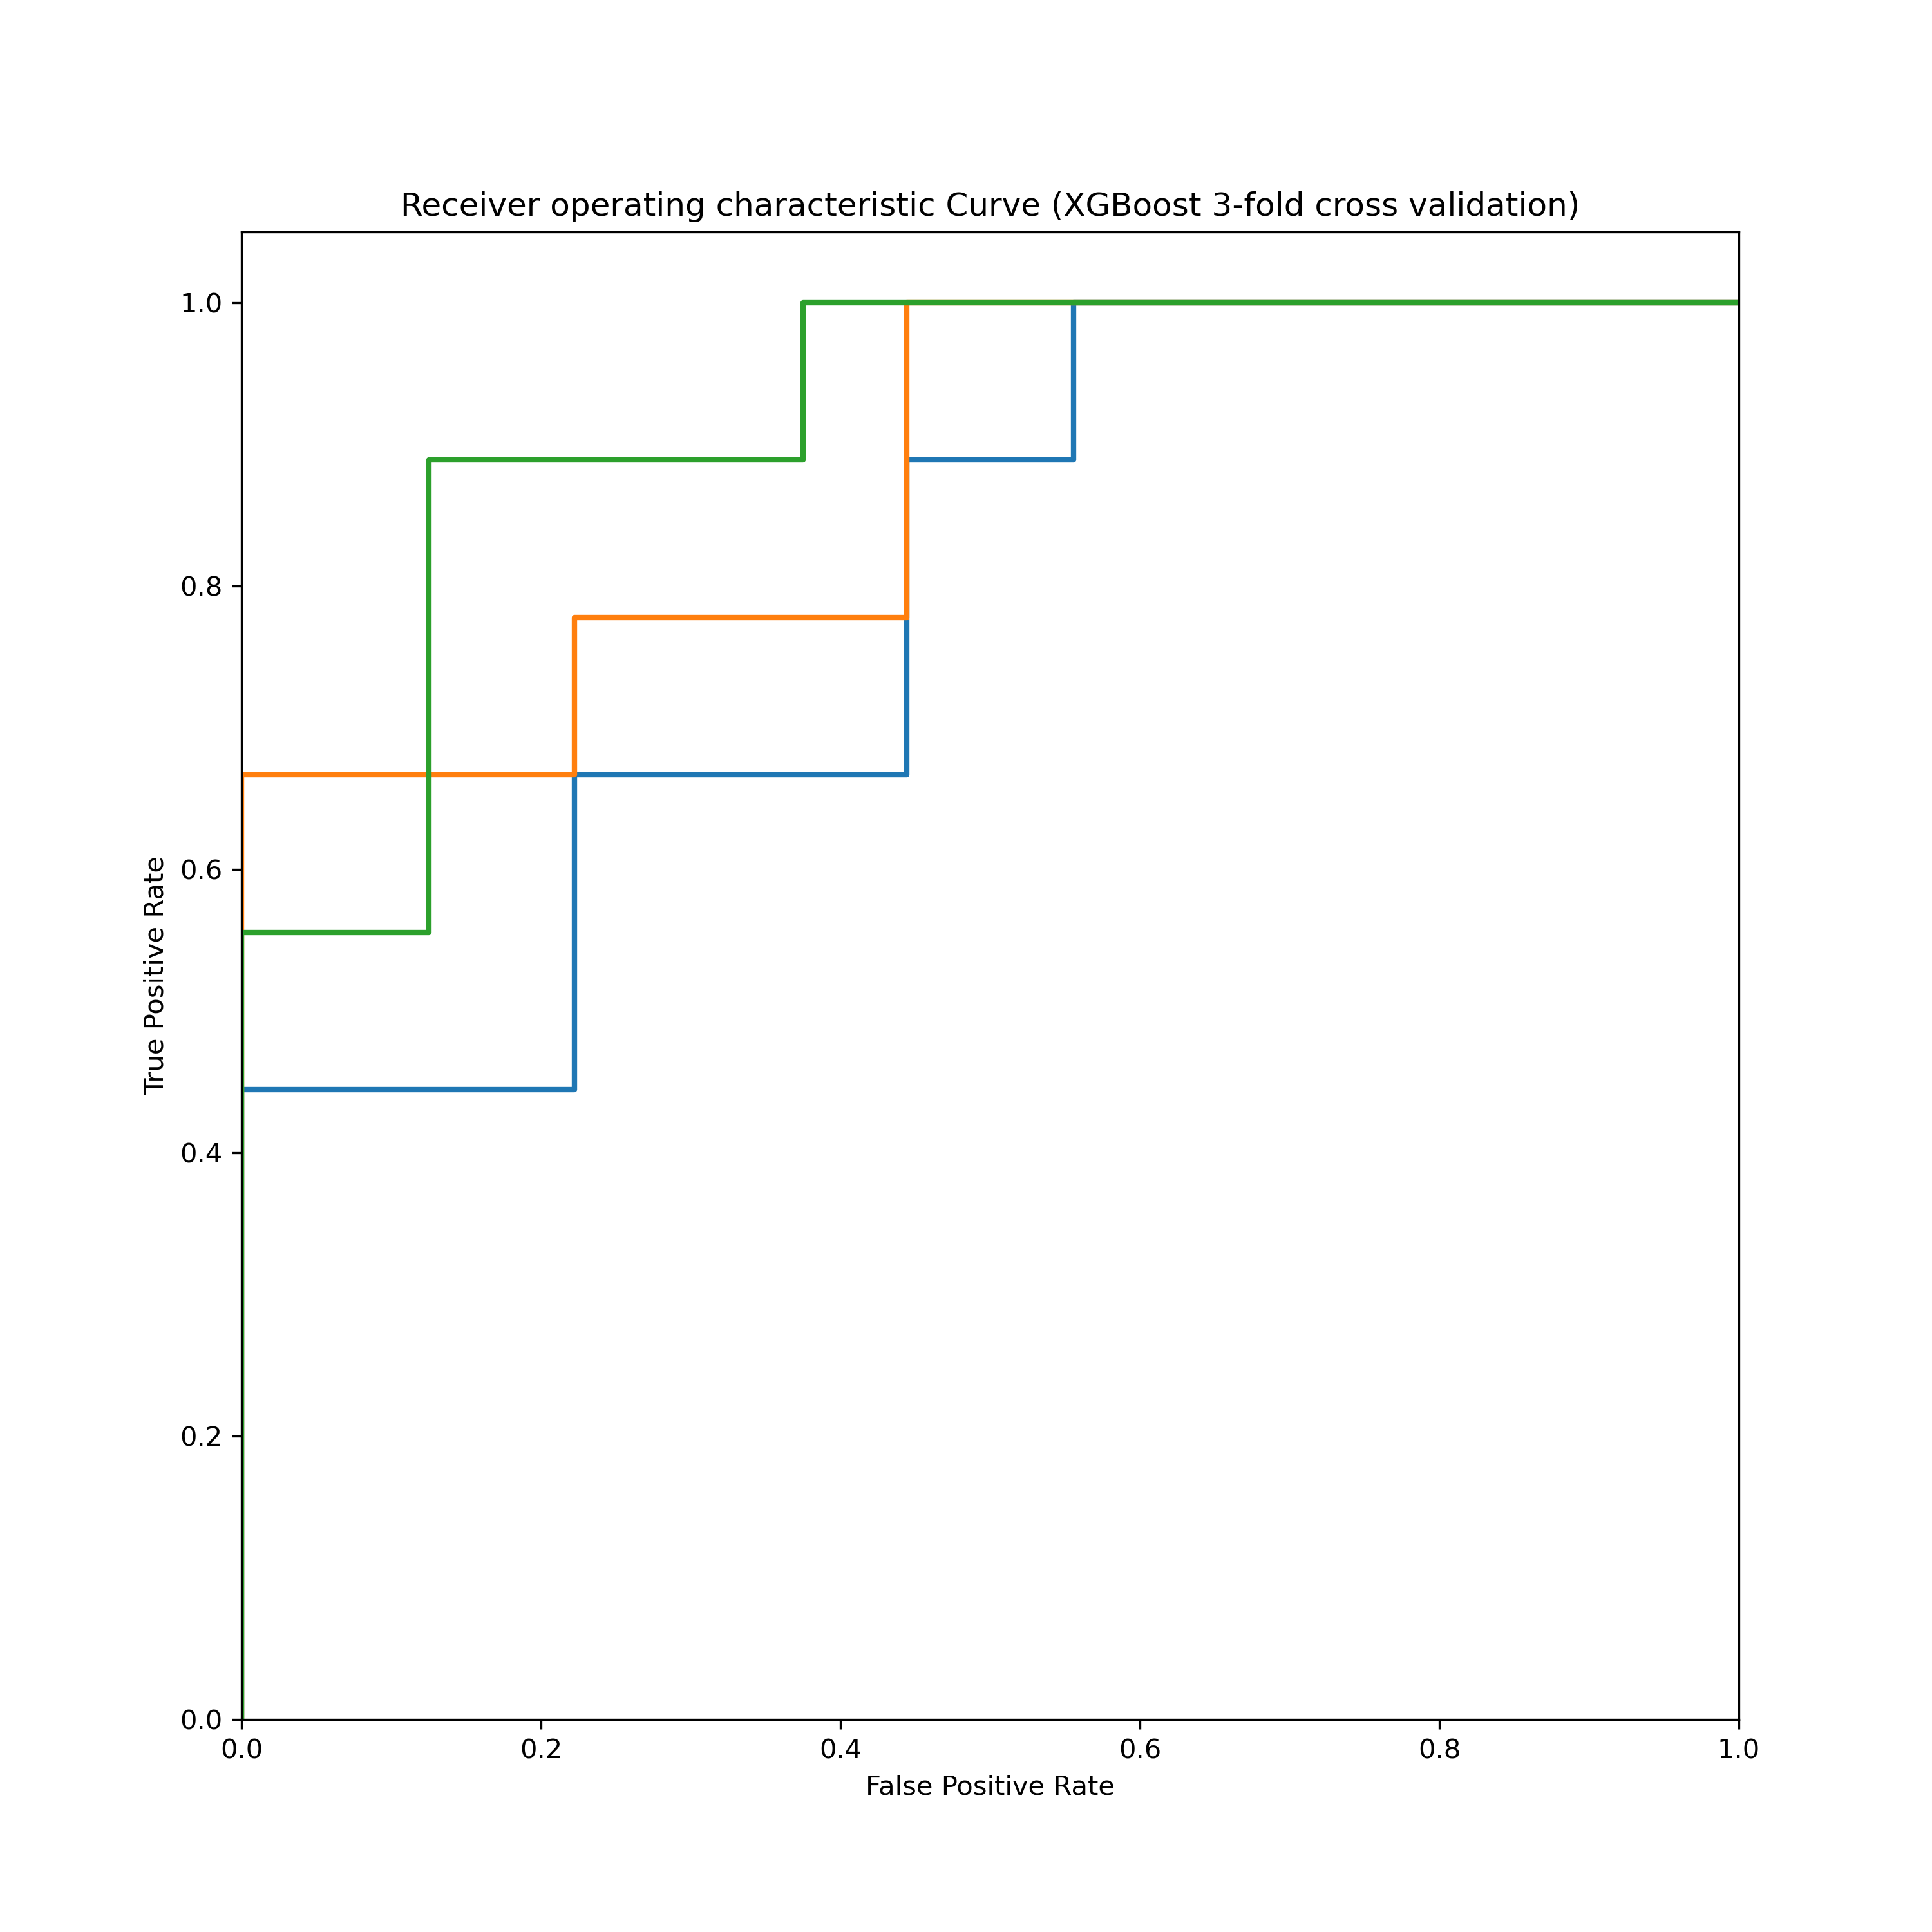 Receiver operating characteristic Curve (XGBoost 3-fold cross validation)
True Positive Rate
1.0
0.8
0.6
0.4
0.2
0.0
0.0 0.2 0.4 0.6 0.8 1.0
False Positive Rate